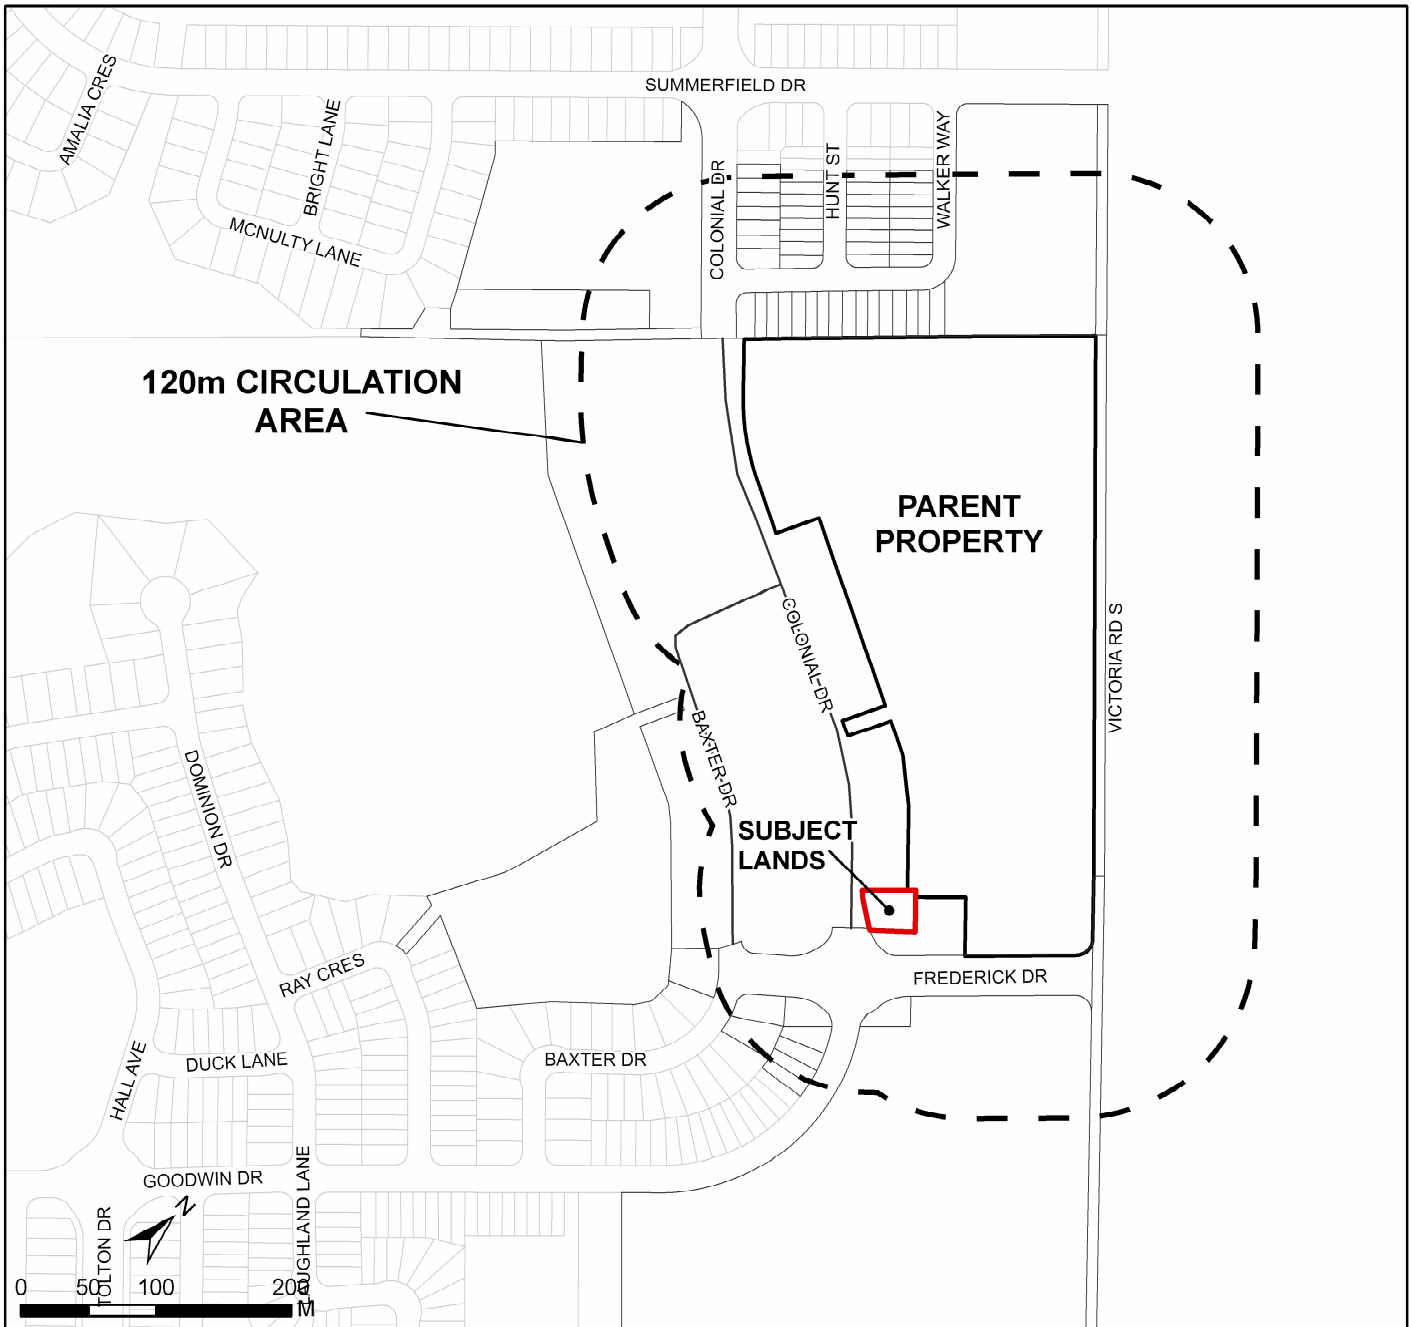 SUMMERFIELD DR
AMALIA CRES
BRIGHT LANE
MCNULTY LANE
COLONIAL DR
HUNT ST
WALKER WAY
120m CIRCULATION
AREA
PARENT
PROPERTY
COLONIAL DR
VICTORIA RD S
BAXTER DR
DOMINION DR
SUBJECT
LANDS
RAY CRES
FREDERICK DR
DUCK LANE
BAXTER DR
HALL AVE
GOODWIN DR
LOUGHLAND LANE
TOLTON DR
N
0 50 100 200
M